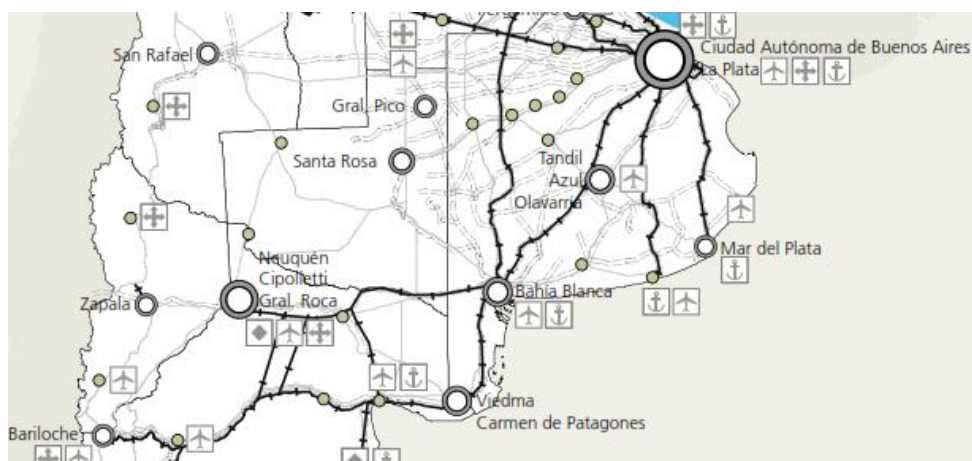 San Rafael
Ciudad Autónoma de Buenos Aires
La Plata
Gral. Pico
Santa Rosa
Tandil
Azul
Olavarría
Mar del Plata
Neuquén
Cipolletti
Gral. Roca
Zapala
Bahía Blanca
Viedma
Carmen de Patagones
Bariloche